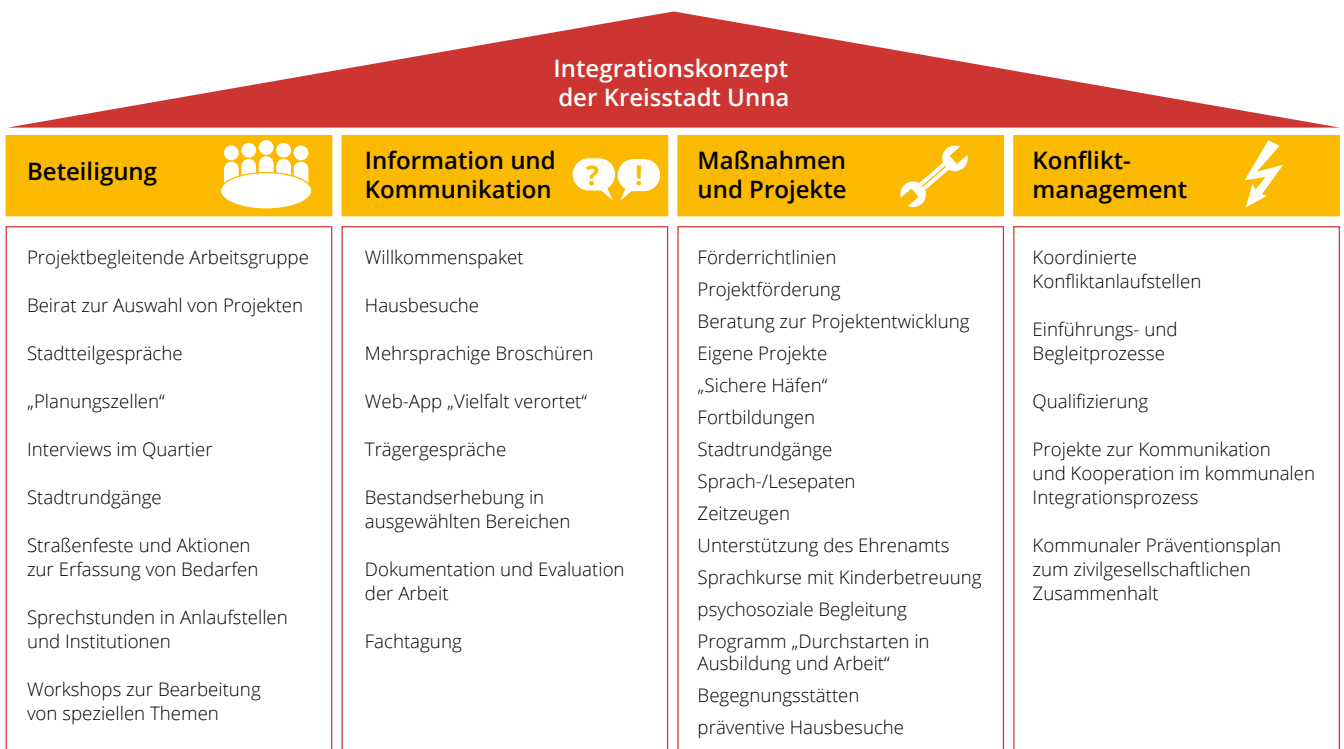 Integrationskonzept
der Kreisstadt Unna
Beteiligung
Projektbegleitende Arbeitsgruppe
Beirat zur Auswahl von Projekten
Stadtteilgespräche
„Planungszellen“
Interviews im Quartier
Stadtrundgänge
Straßenfeste und Aktionen
zur Erfassung von Bedarfen
Sprechstunden in Anlaufstellen
und Institutionen
Workshops zur Bearbeitung
von speziellen Themen
Information und
Kommunikation
? !
Willkommenspaket
Hausbesuche
Mehrsprachige Broschüren
Web-App „Vielfalt verortet“
Trägergespräche
Bestandserhebung in
ausgewählten Bereichen
Dokumentation und Evaluation
der Arbeit
Fachtagung
Maßnahmen
und Projekte
Förderrichtlinien
Projektförderung
Beratung zur Projektentwicklung
Eigene Projekte
„Sichere Häfen“
Fortbildungen
Stadtrundgänge
Sprach-/Lesepaten
Zeitzeugen
Unterstützung des Ehrenamts
Sprachkurse mit Kinderbetreuung
psychosoziale Begleitung
Programm „Durchstarten in
Ausbildung und Arbeit“
Begegnungsstätten
präventive Hausbesuche
Konflikt-
management
Koordinierte
Konfliktanlaufstellen
Einführungs- und
Begleitprozesse
Qualifizierung
Projekte zur Kommunikation
und Kooperation im kommunalen
Integrationsprozess
Kommunaler Präventionsplan
zum zivilgesellschaftlichen
Zusammenhalt